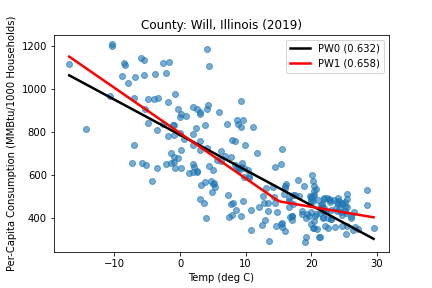 County: Will, Illinois (2019)
Per-Capita Consumption (MMBtu/1000 Households)
1200
1000
800
600
400
PW0 (0.632)
PW1 (0.658)
−10
0
10
20
30
Temp (deg C)